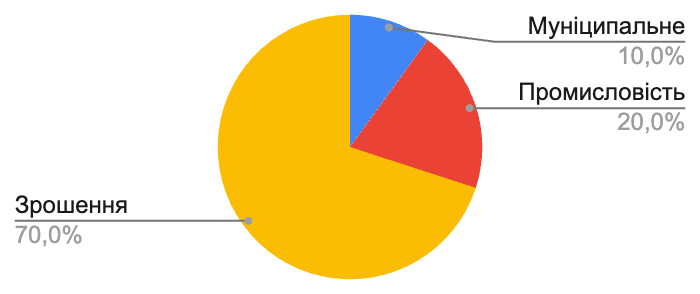 Муніципальне
10,0%
Промисловість
20,0%
Зрошення
70,0%